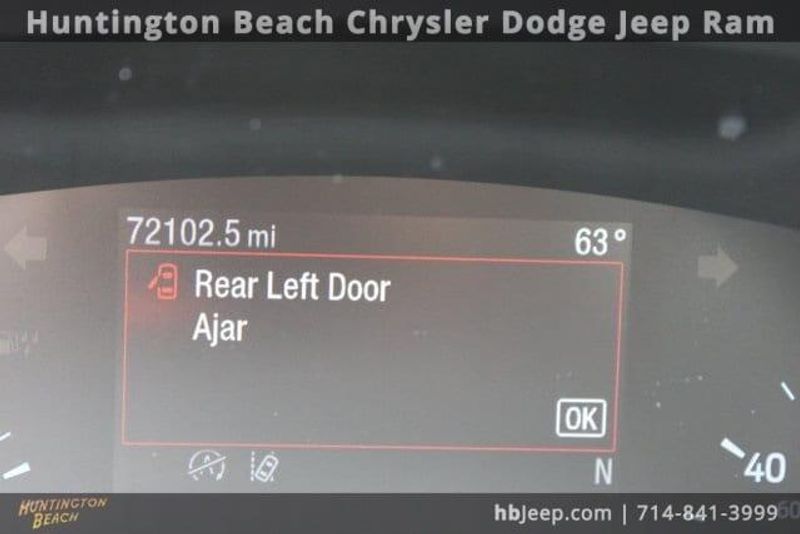 Huntington Beach Chrysler Dodge Jeep Ram
72102.5 mi 63°
Rear Left Door
Ajar
OK
N
40
60
HUNTINGTON
BEACH
hbJeep.com | 714-841-3999